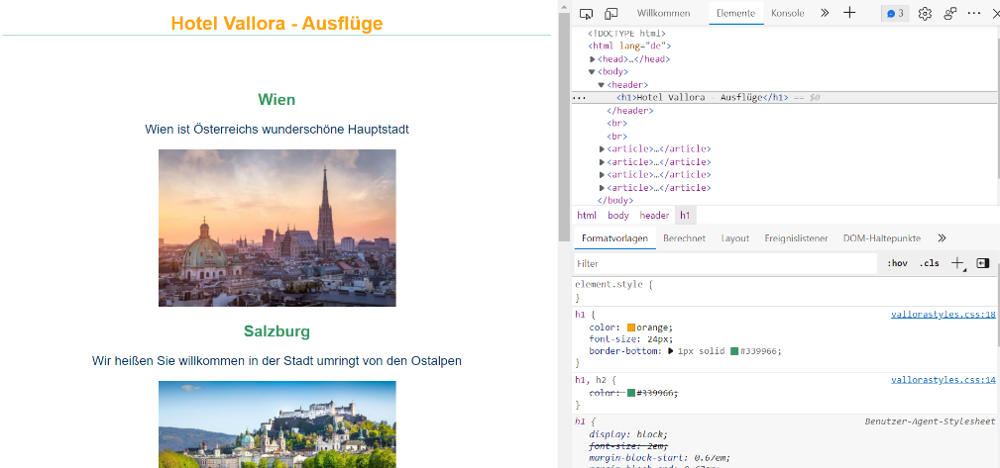 Hotel Vallora - Ausflüge
Wien
Wien ist Österreichs wunderschöne Hauptstadt
Salzburg
Wir heißen Sie willkommen in der Stadt umringt von den Ostalpen
Willkommen Elemente Konsole 3
<!DOCTYPE html>
<html lang="de">
<head>…</head>
<body>
<header>
··· <h1>Hotel Vallora - Ausflüge</h1> == $0
</header>
<br>
<br>
<article>…</article>
<article>…</article>
<article>…</article>
<article>…</article>
</body>
html body header h1
Formatvorlagen Berechnet Layout Ereignislistener DOM-Haltepunkte
Filter :hov .cls
element.style {
}
h1 { vallorastyles.css:18
color: orange;
font-size: 24px;
border-bottom: 1px solid #339966;
}
h1, h2 { vallorastyles.css:14
color: #339966;
}
h1 { Benutzer-Agent-Stylesheet
display: block;
font-size: 2em;
margin-block-start: 0.67em;